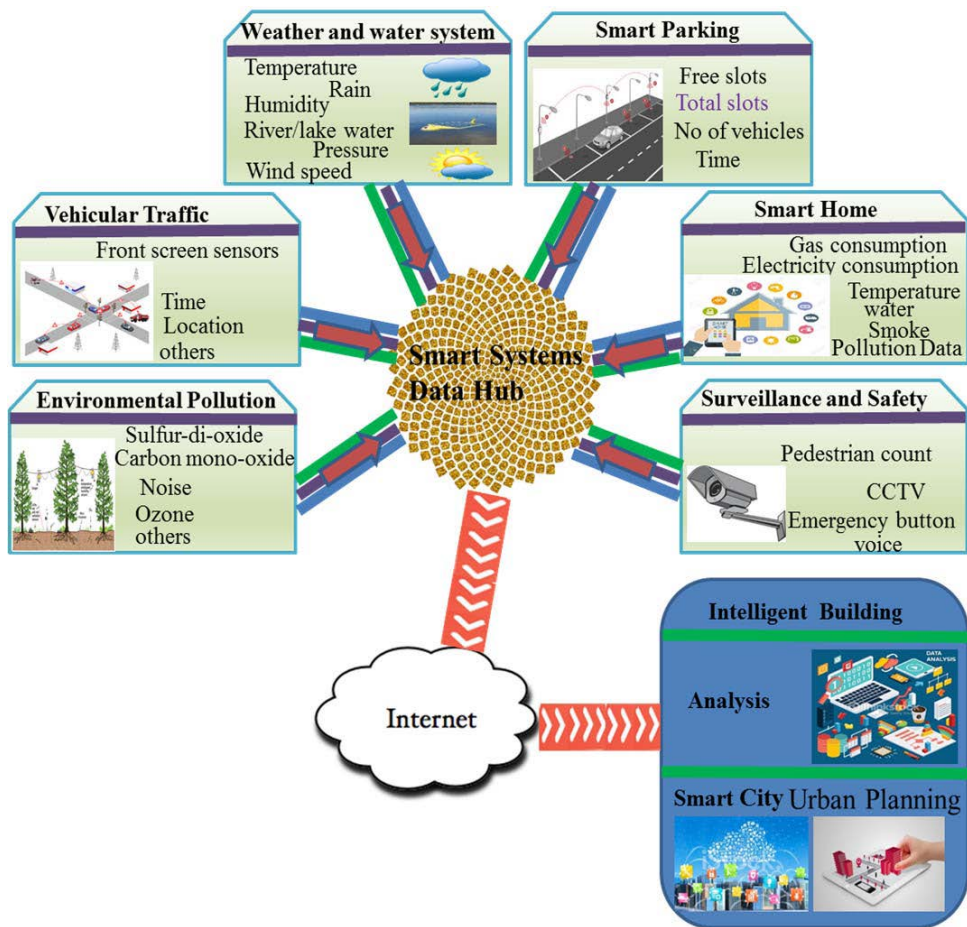 Weather and water system
Temperature
Rain
Humidity
River/lake water
Pressure
Wind speed
Smart Parking
Free slots
Total slots
No of vehicles
Time
Vehicular Traffic
Front screen sensors
Time
Location
others
Smart Home
Gas consumption
Electricity consumption
Temperature
water
Smoke
Pollution Data
Environmental Pollution
Sulfur-di-oxide
Carbon mono-oxide
Noise
Ozone
others
Surveillance and Safety
Pedestrian count
CCTV
Emergency button
voice
Smart Systems
Data Hub
Internet
Intelligent Building
Analysis
DATA
ANALYSIS
Smart City Urban Planning